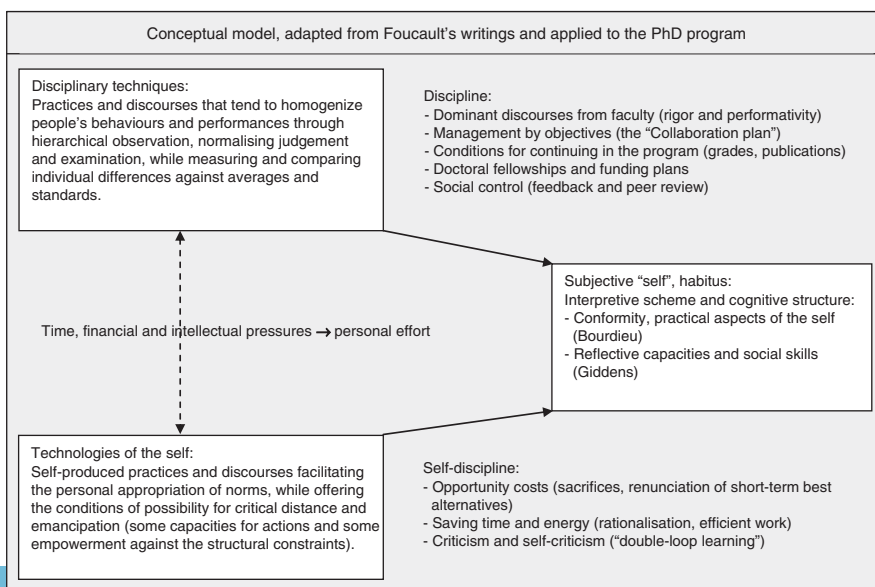 Conceptual model, adapted from Foucault's writings and applied to the PhD program
Disciplinary techniques:
Practices and discourses that tend to homogenize
people's behaviours and performances through
hierarchical observation, normalising judgement
and examination, while measuring and comparing
individual differences against averages and
standards.
Discipline:
- Dominant discourses from faculty (rigor and performativity)
- Management by objectives (the “Collaboration plan”)
- Conditions for continuing in the program (grades, publications)
- Doctoral fellowships and funding plans
- Social control (feedback and peer review)
Time, financial and intellectual pressures → personal effort
Subjective “self”, habitus:
Interpretive scheme and cognitive structure:
- Conformity, practical aspects of the self
(Bourdieu)
- Reflective capacities and social skills
(Giddens)
Technologies of the self:
Self-produced practices and discourses facilitating
the personal appropriation of norms, while offering
the conditions of possibility for critical distance and
emancipation (some capacities for actions and some
empowerment against the structural constraints).
Self-discipline:
- Opportunity costs (sacrifices, renunciation of short-term best
alternatives)
- Saving time and energy (rationalisation, efficient work)
- Criticism and self-criticism (“double-loop learning”)